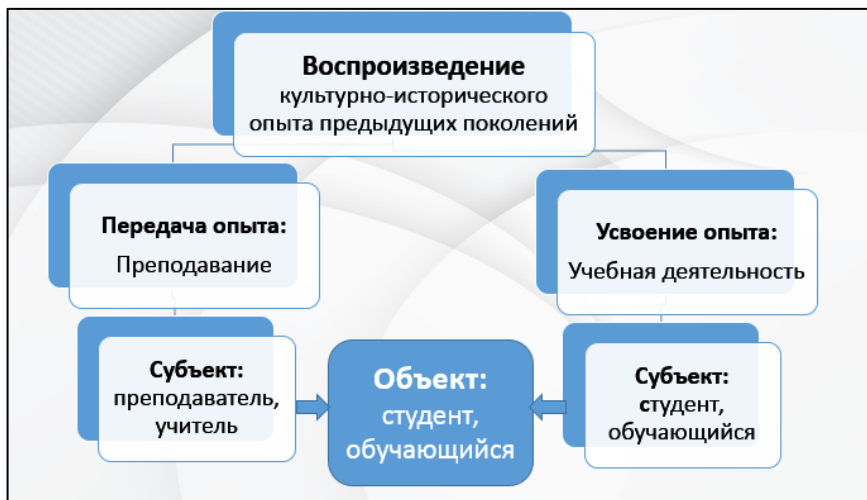 Воспроизведение
культурно-исторического
опыта предыдущих поколений
Передача опыта:
Преподавание
Усвоение опыта:
Учебная деятельность
Субъект:
преподаватель,
учитель
Объект:
студент,
обучающийся
Субъект:
студент,
обучающийся